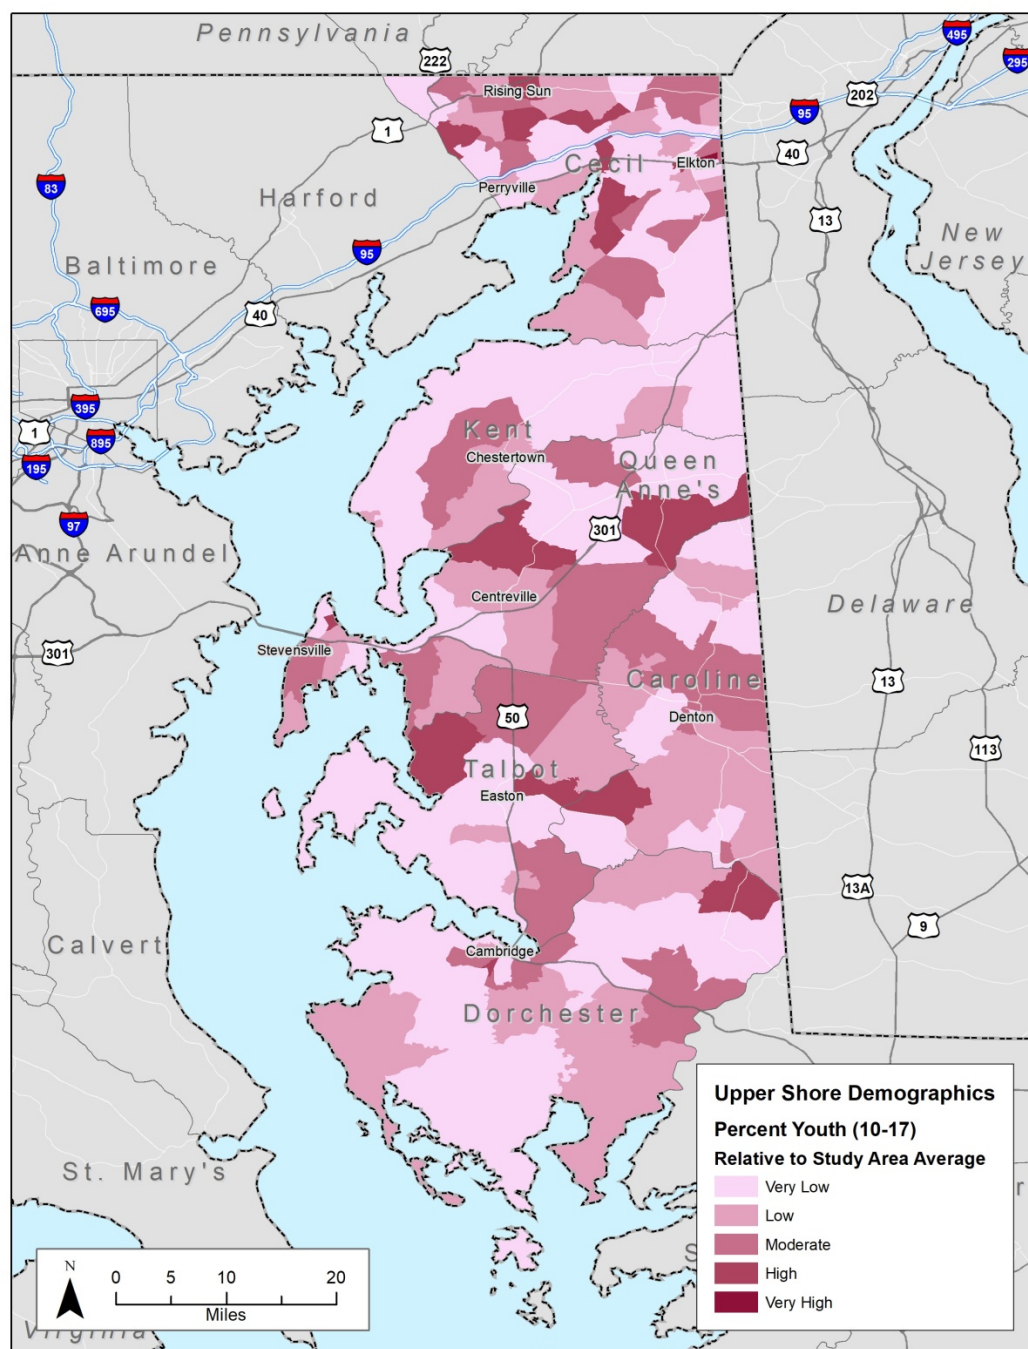 Pennsylvania
222
495
295
Rising Sun
202
1
95
40
Cecil
Elkton
83
Perryville
Harford
13
New
Jersey
95
Baltimore
695
40
395
1
895
195
Kent
Chestertown
Queen
Anne's
97
301
Anne Arundel
Centreville
Delaware
301
Stevensville
Caroline
13
50
Denton
113
Talbot
Easton
13A
9
Calvert
Cambridge
Dorchester
St. Mary's
Virginia
Upper Shore Demographics
Percent Youth (10-17)
Relative to Study Area Average
Very Low
Low
Moderate
High
Very High
r
S
N
0 5 10 20
Miles